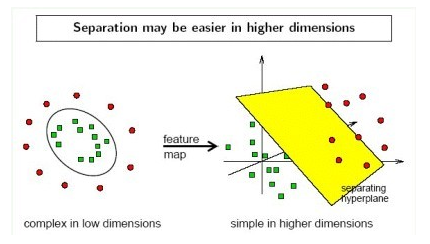 Separation may be easier in higher dimensions
feature
map
separating
hyperplane
complex in low dimensions
simple in higher dimensions